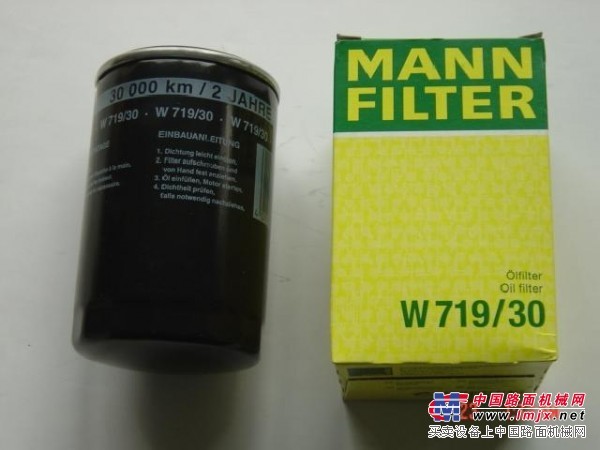 30 000 km / 2 JAHRE
W 719/30 · W 719/30 · W 719/30
EINBAUANLEITUNG
1. Dichtung leicht einölen.
2. Filter aufschrauben und
von Hand fest anziehen.
3. Öl einfüllen, Motor starten.
4. Dichtheit prüfen,
falls notwendig nachziehen.
MANN
FILTER
Ölfilter
Oil filter
W 719/30
中国路面机械网
www.lmjx.net
买卖设备上中国路面机械网